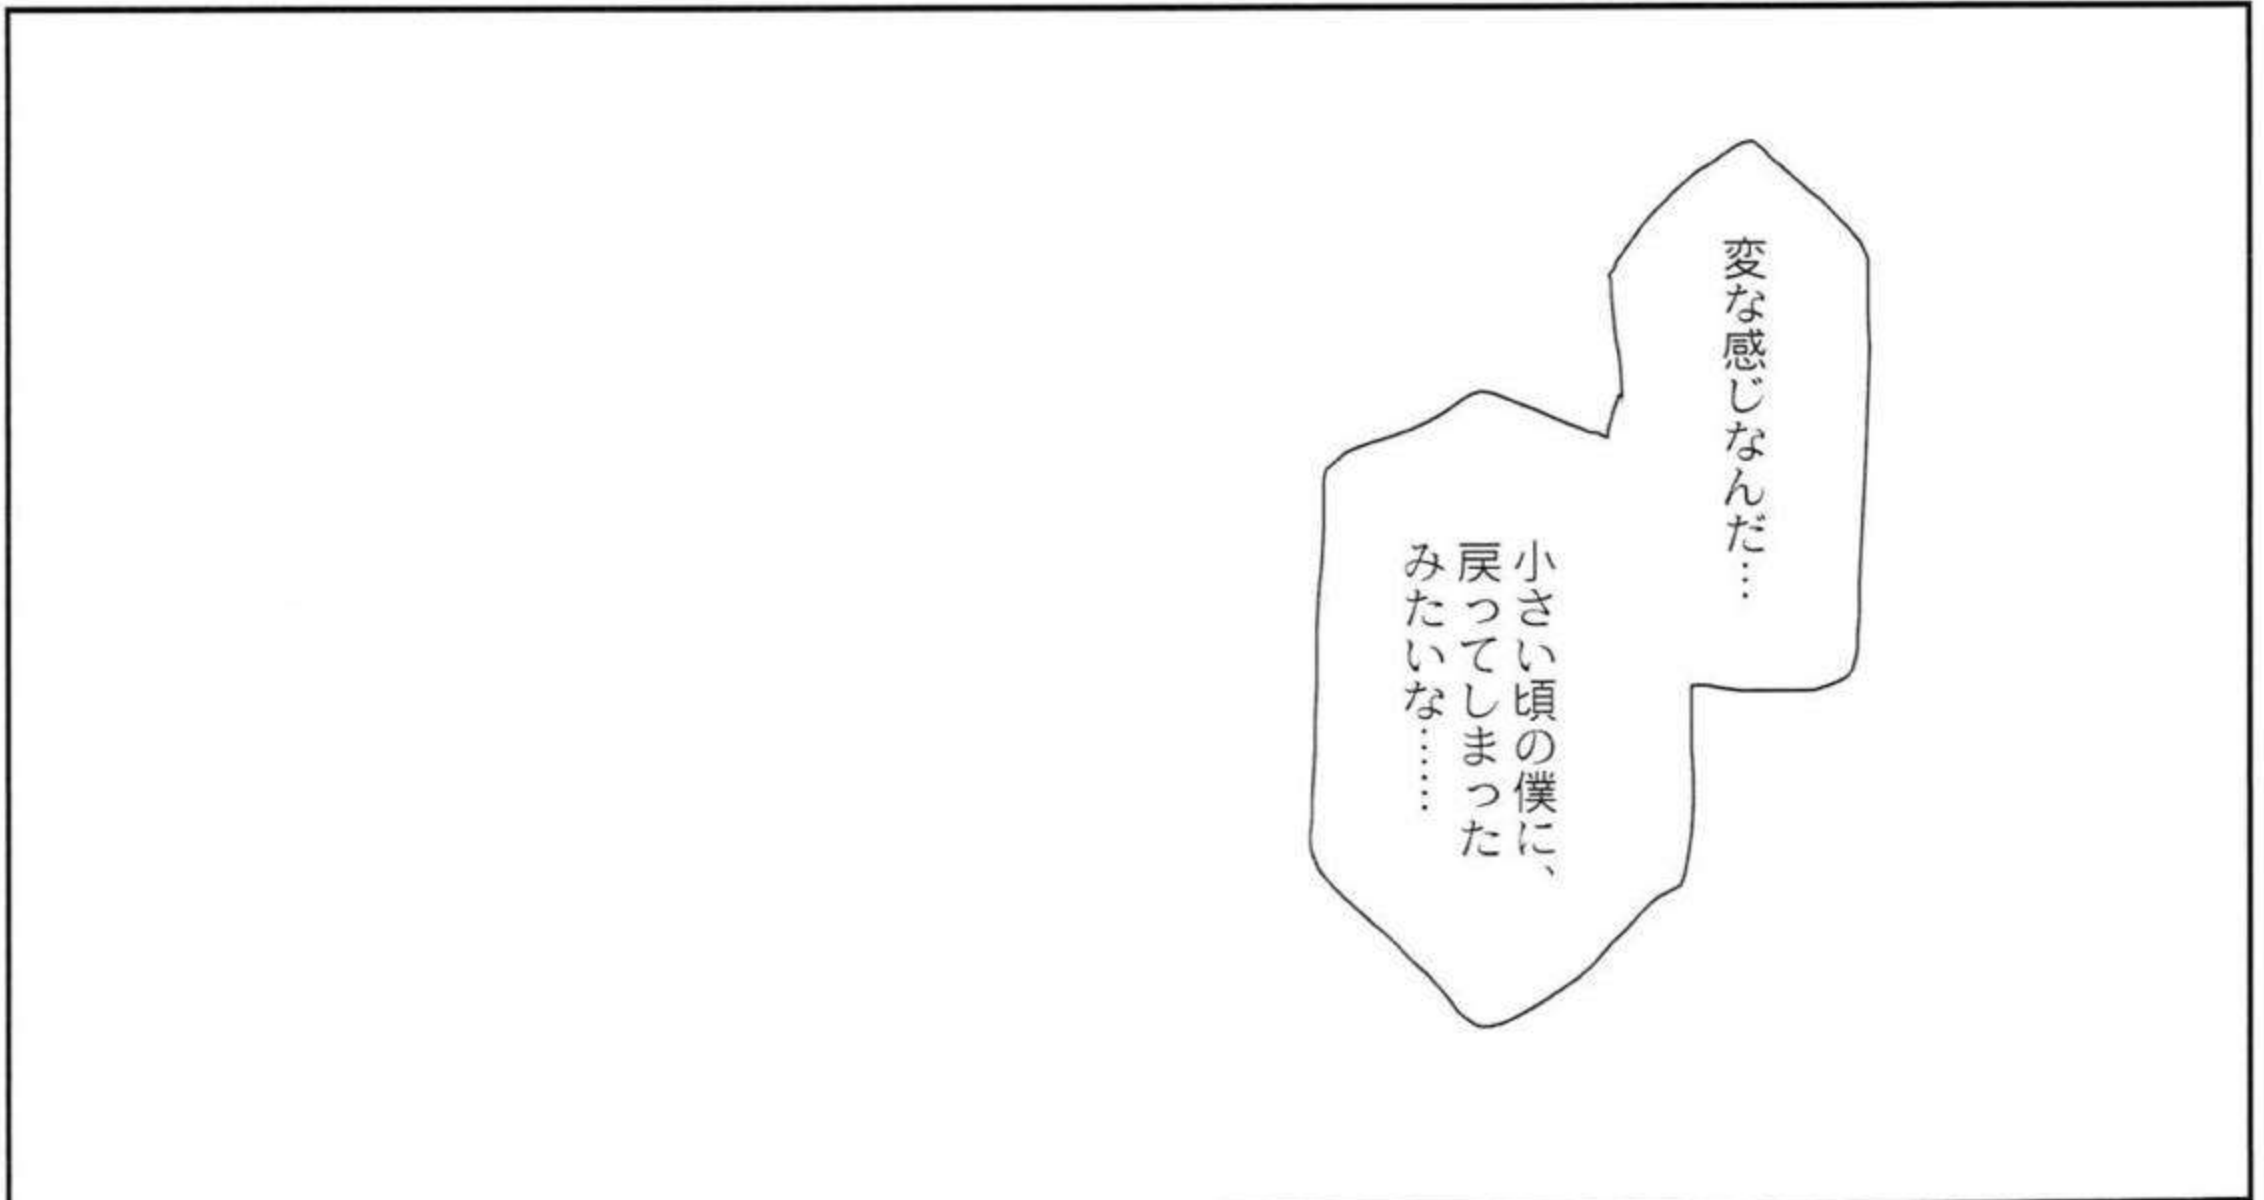 変な感じなんだ…
小さい頃の僕に、
戻ってしまった
みたいな……